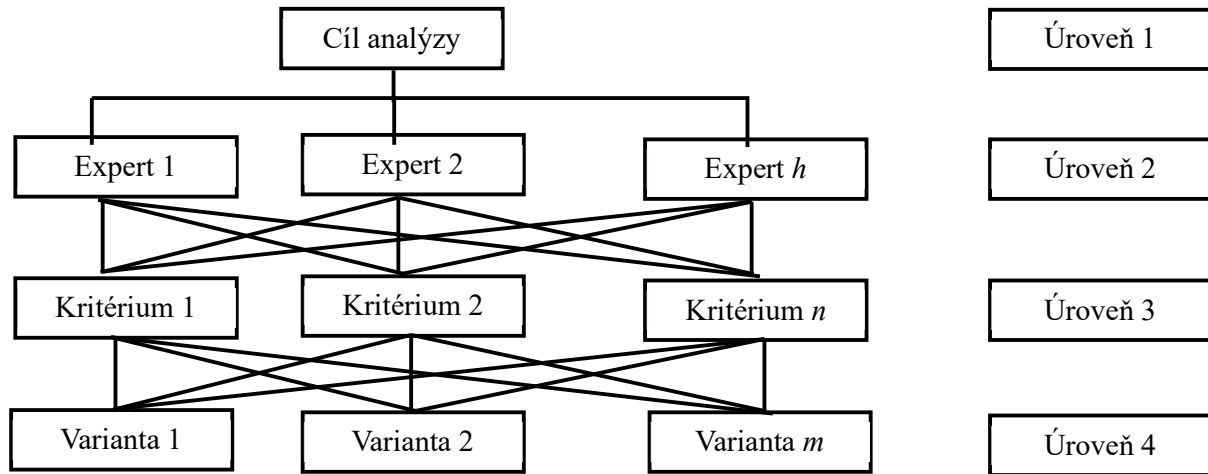 Cíl analýzy
Úroveň 1
Expert 1
Expert 2
Expert h
Úroveň 2
Kritérium 1
Kritérium 2
Kritérium n
Úroveň 3
Varianta 1
Varianta 2
Varianta m
Úroveň 4